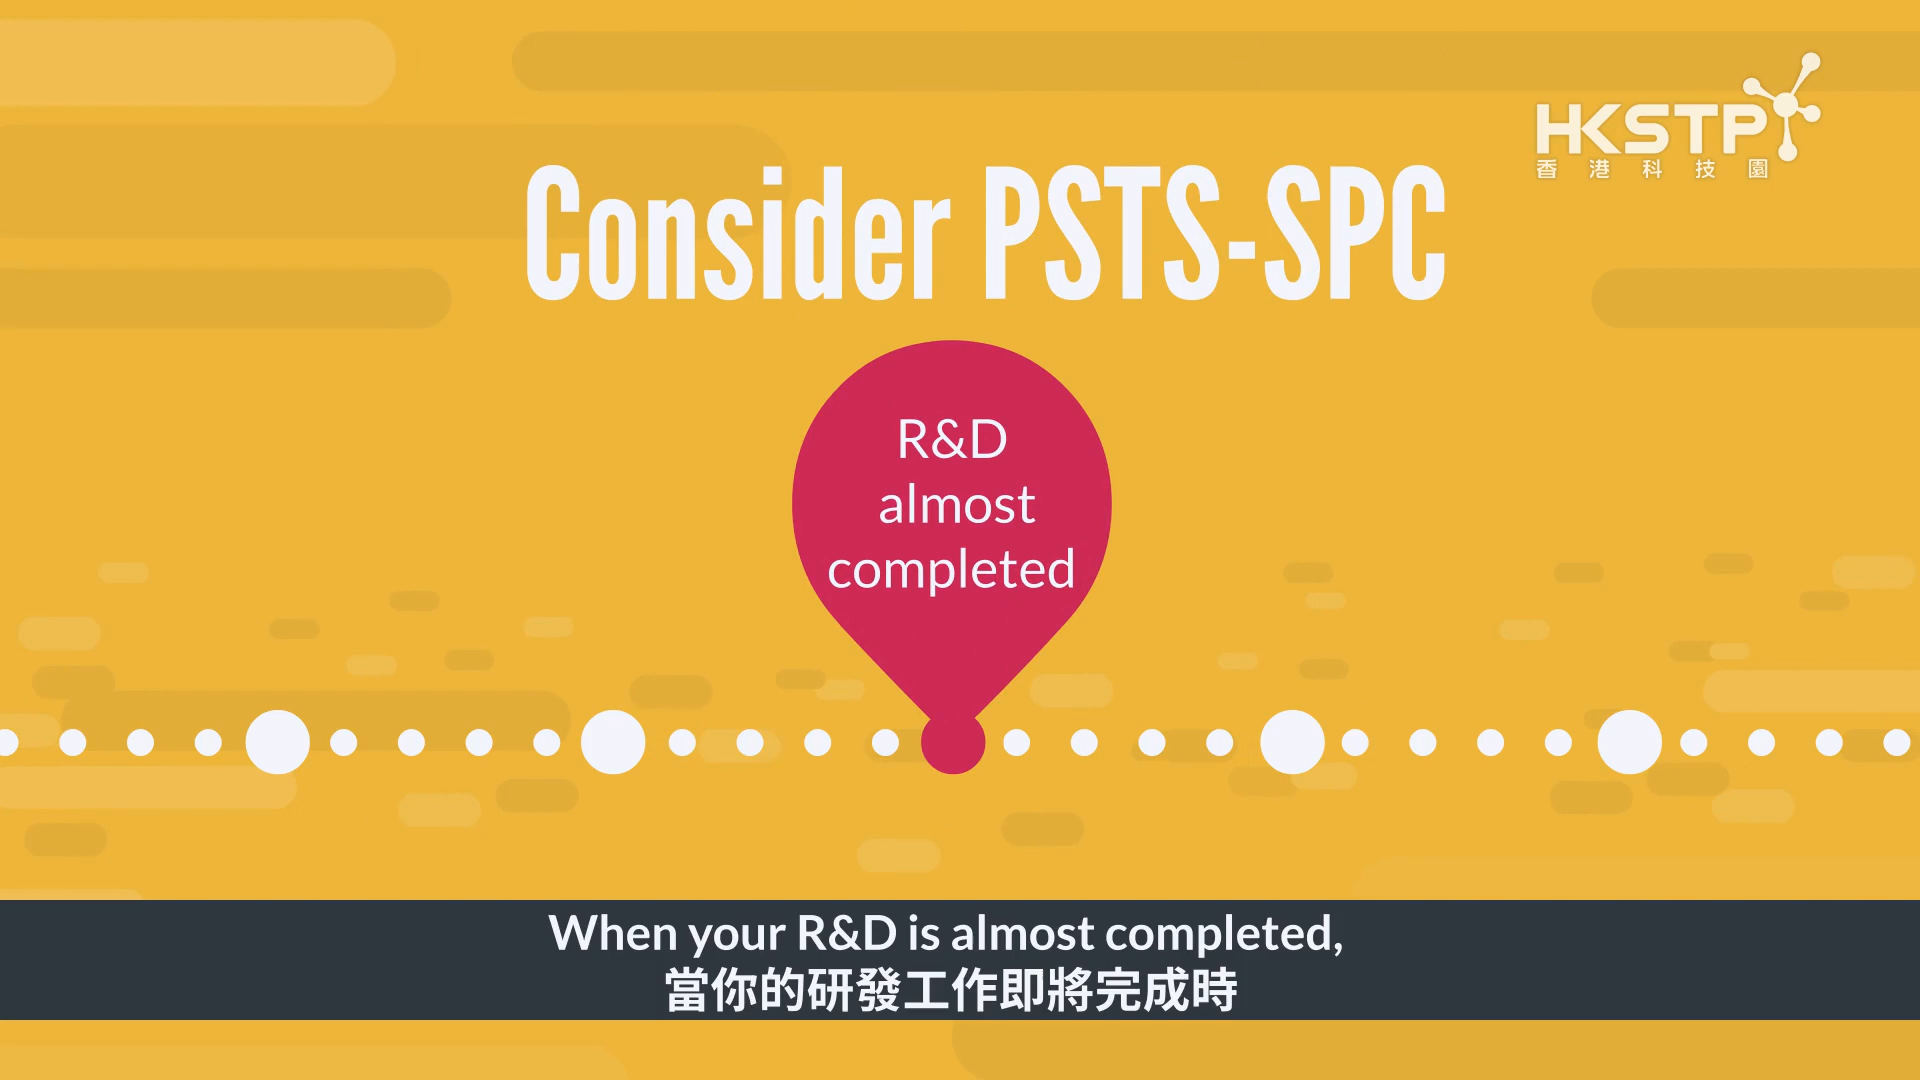 HKSTP
香港科技園
Consider PSTS-SPC
R&D
almost
completed
When your R&D is almost completed,
當你的研發工作即將完成時